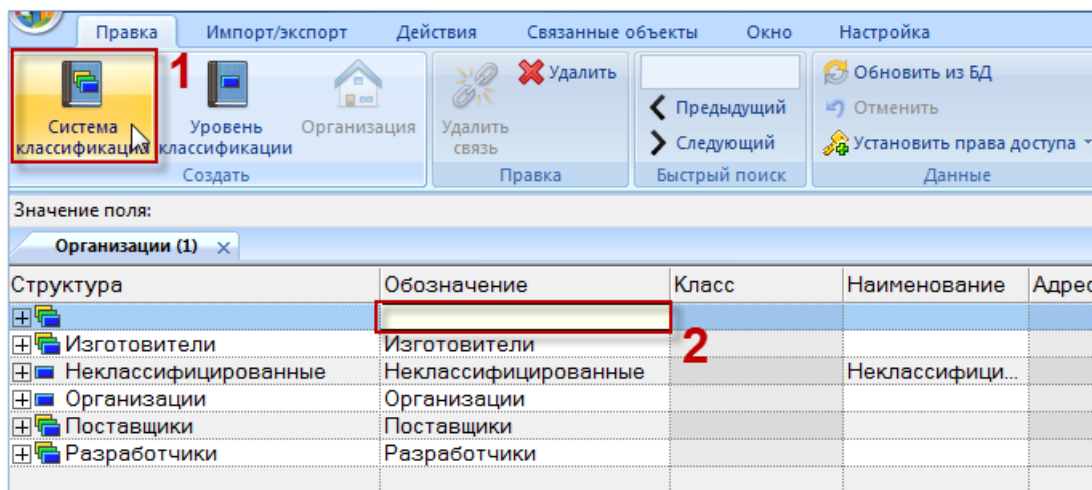 Правка Импорт/экспорт Действия Связанные объекты Окно Настройка
1
Система классификация
Уровень классификации
Организация
Создать
Удалить связь
Удалить
Правка
Предыдущий
Следующий
Быстрый поиск
Обновить из БД
Отменить
Установить права доступа
Данные
Значение поля:
Организации (1)
Структура Обозначение Класс Наименование Адрес
2
Изготовители Изготовители
Неклассифицированные Неклассифицированные Неклассифици...
Организации Организации
Поставщики Поставщики
Разработчики Разработчики